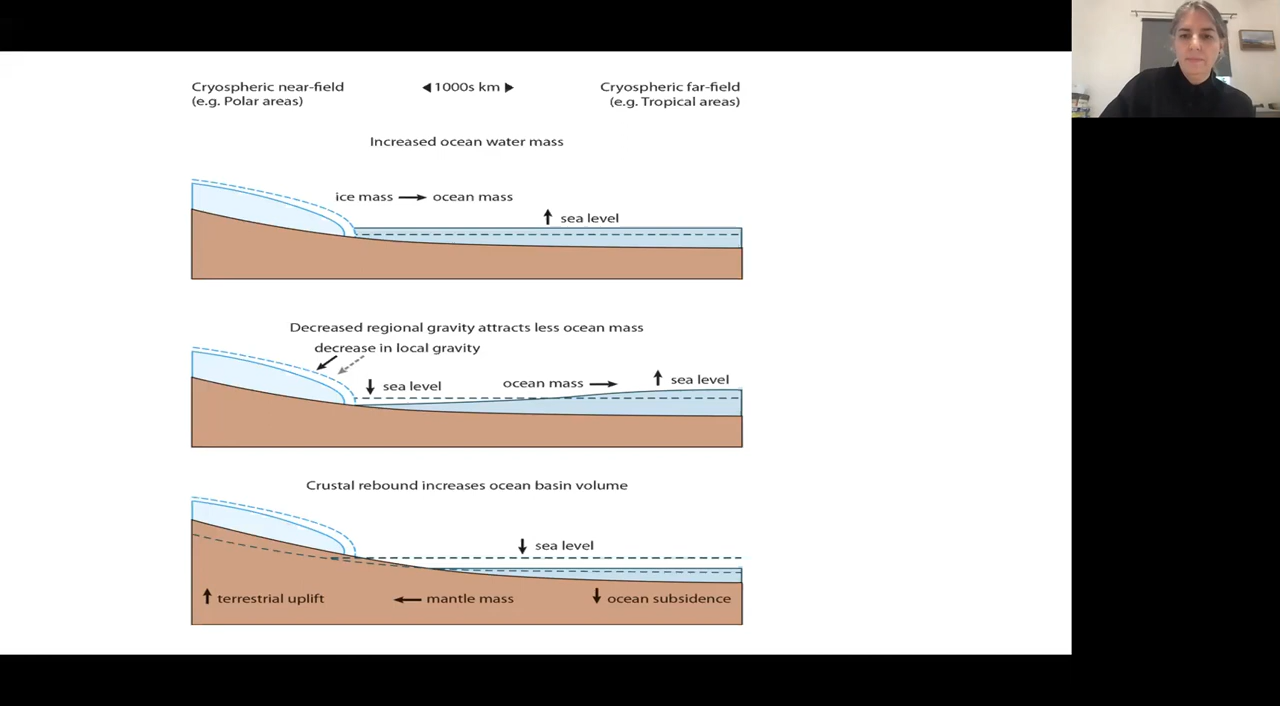 Cryospheric near-field
(e.g. Polar areas)
1000s km
Cryospheric far-field
(e.g. Tropical areas)
Increased ocean water mass
ice mass → ocean mass
↑ sea level
Decreased regional gravity attracts less ocean mass
decrease in local gravity
↓ sea level
ocean mass →
↑ sea level
Crustal rebound increases ocean basin volume
↓ sea level
↑ terrestrial uplift
← mantle mass
↓ ocean subsidence